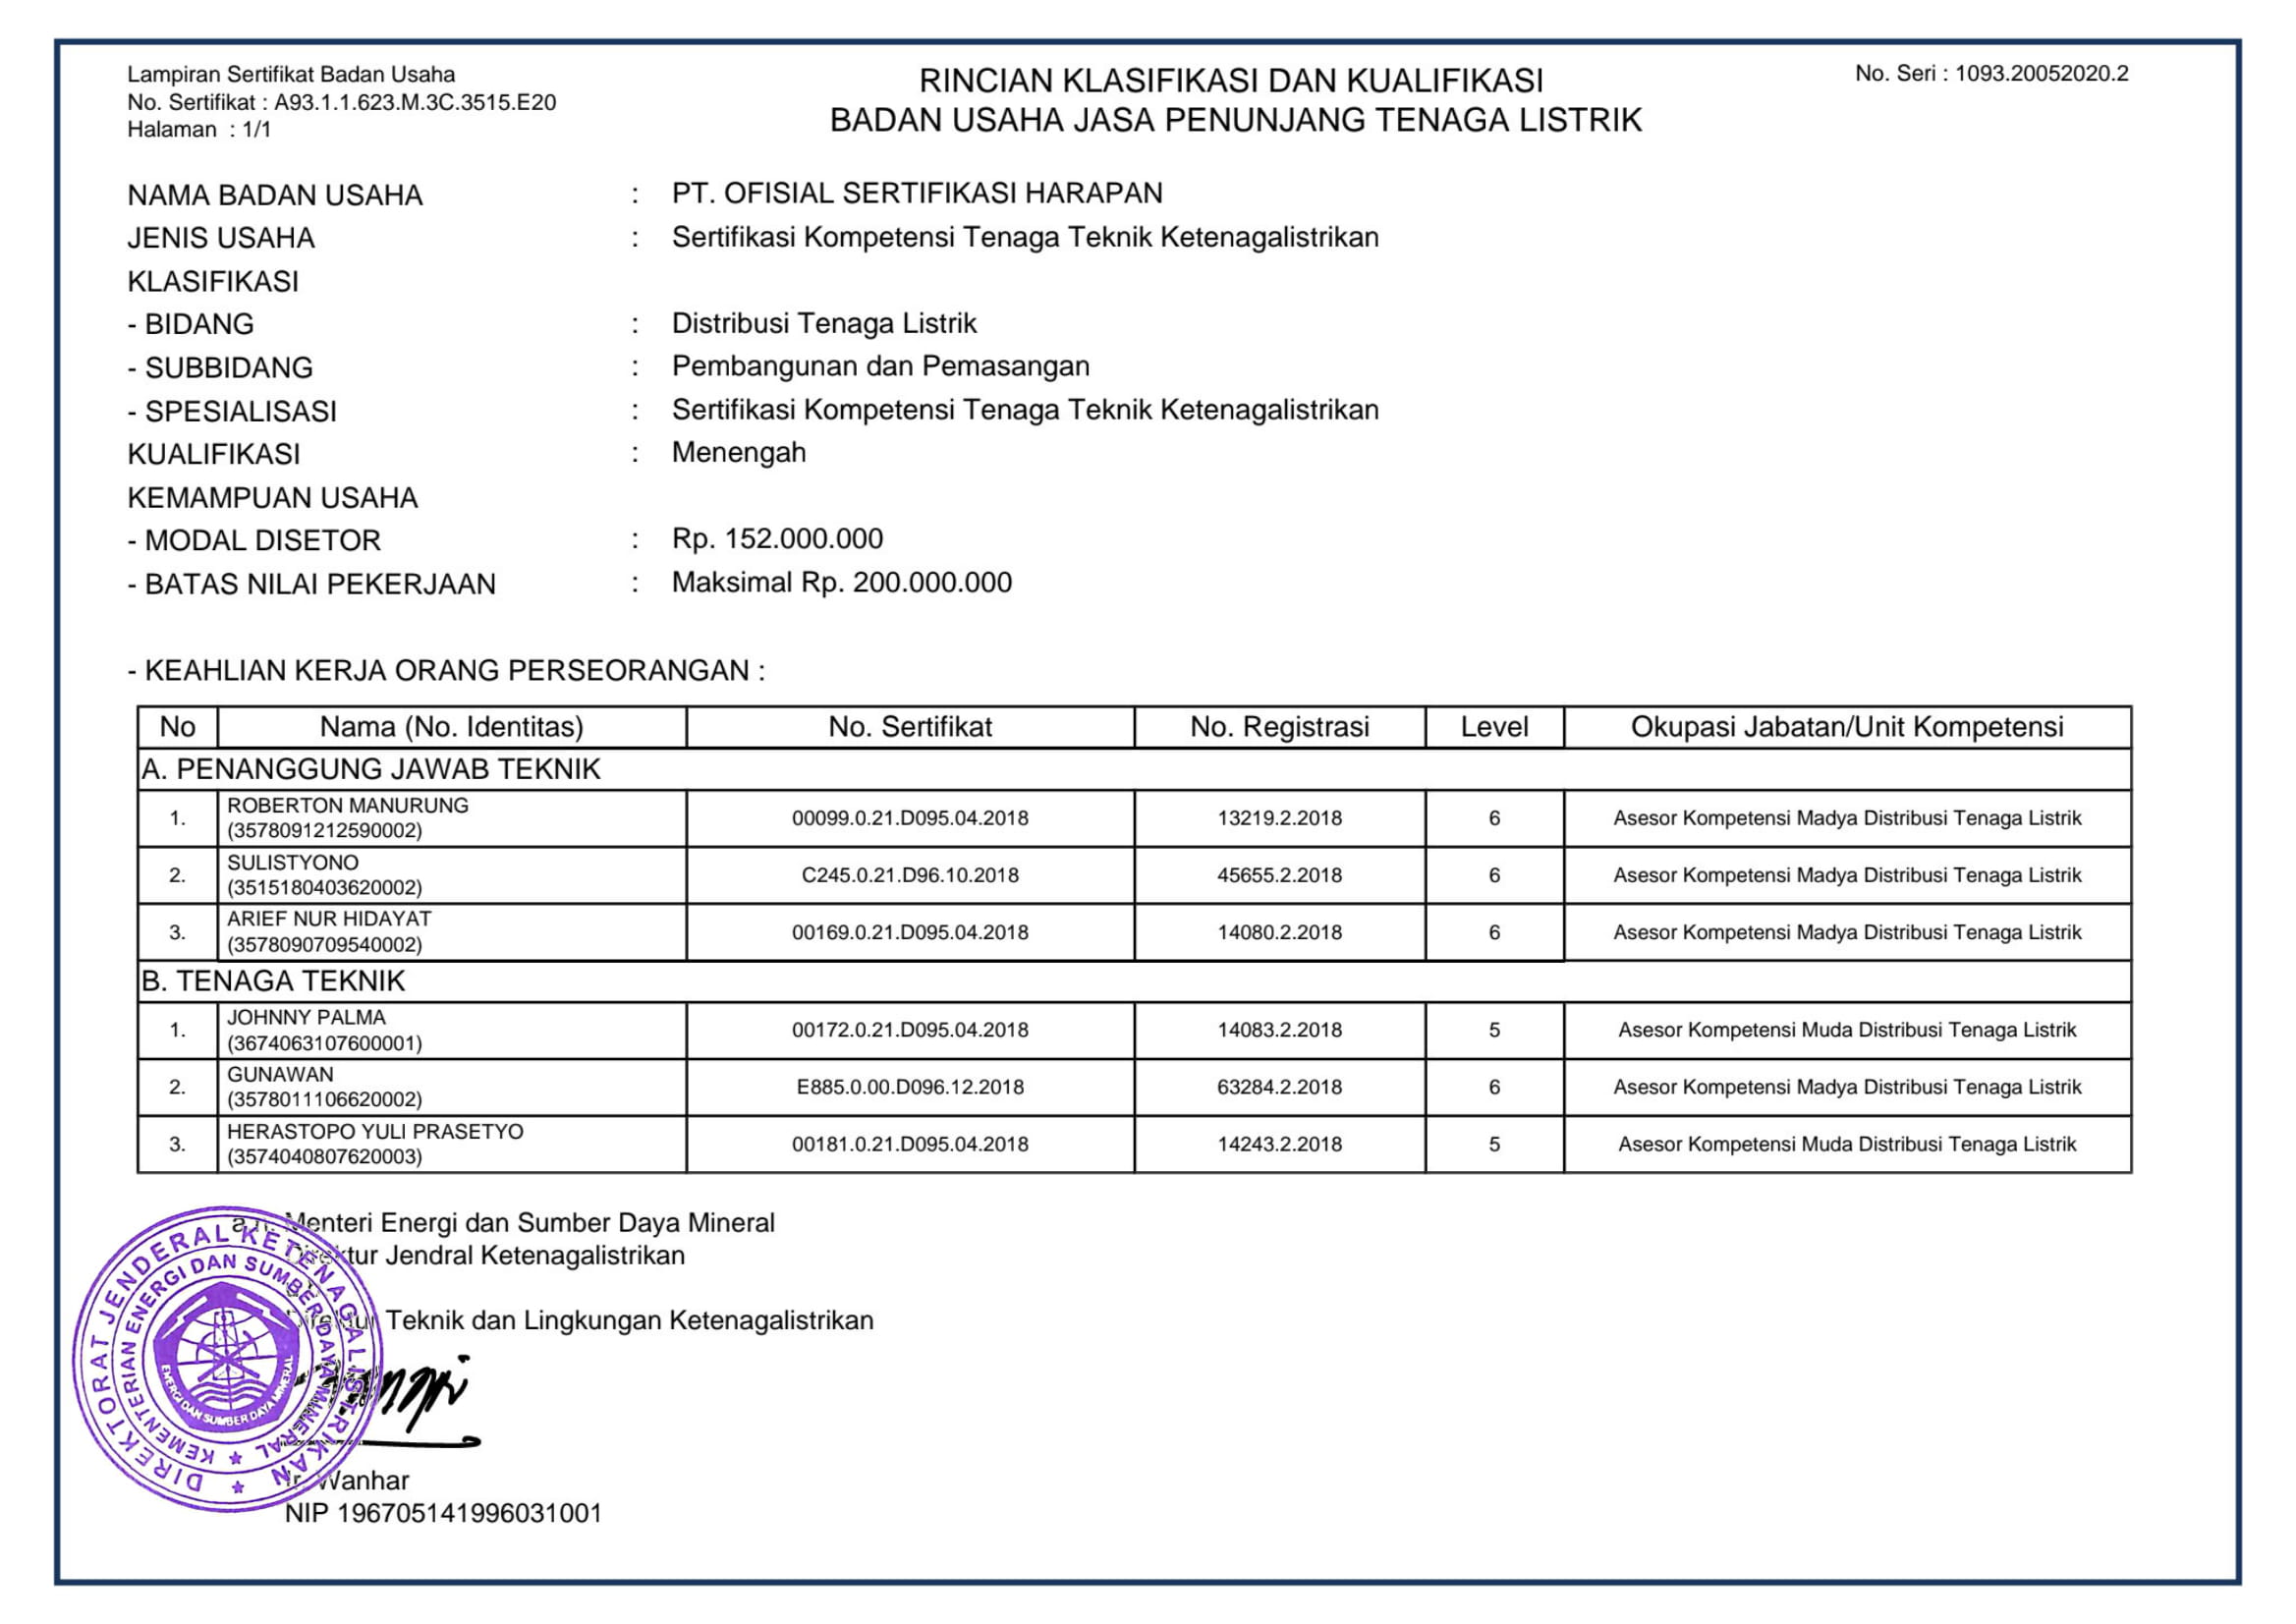 Lampiran Sertifikat Badan Usaha
No. Sertifikat : A93.1.1.623.M.3C.3515.E20
Halaman : 1/1
RINCIAN KLASIFIKASI DAN KUALIFIKASI
BADAN USAHA JASA PENUNJANG TENAGA LISTRIK
No. Seri : 1093.20052020.2
NAMA BADAN USAHA : PT. OFISIAL SERTIFIKASI HARAPAN
JENIS USAHA : Sertifikasi Kompetensi Tenaga Teknik Ketenagalistrikan
KLASIFIKASI
- BIDANG : Distribusi Tenaga Listrik
- SUBBIDANG : Pembangunan dan Pemasangan
- SPESIALISASI : Sertifikasi Kompetensi Tenaga Teknik Ketenagalistrikan
KUALIFIKASI : Menengah
KEMAMPUAN USAHA
- MODAL DISETOR : Rp. 152.000.000
- BATAS NILAI PEKERJAAN : Maksimal Rp. 200.000.000
- KEAHLIAN KERJA ORANG PERSEORANGAN :
No Nama (No. Identitas) No. Sertifikat No. Registrasi Level Okupasi Jabatan/Unit Kompetensi
A. PENANGGUNG JAWAB TEKNIK
1. ROBERTON MANURUNG (3578091212590002) 00099.0.21.D095.04.2018 13219.2.2018 6 Asesor Kompetensi Madya Distribusi Tenaga Listrik
2. SULISTYONO (3515180403620002) C245.0.21.D96.10.2018 45655.2.2018 6 Asesor Kompetensi Madya Distribusi Tenaga Listrik
3. ARIEF NUR HIDAYAT (3578090709540002) 00169.0.21.D095.04.2018 14080.2.2018 6 Asesor Kompetensi Madya Distribusi Tenaga Listrik
B. TENAGA TEKNIK
1. JOHNNY PALMA (3674063107600001) 00172.0.21.D095.04.2018 14083.2.2018 5 Asesor Kompetensi Muda Distribusi Tenaga Listrik
2. GUNAWAN (3578011106620002) E885.0.00.D096.12.2018 63284.2.2018 6 Asesor Kompetensi Madya Distribusi Tenaga Listrik
3. HERASTOPO YULI PRASETYO (3574040807620003) 00181.0.21.D095.04.2018 14243.2.2018 5 Asesor Kompetensi Muda Distribusi Tenaga Listrik
a.n. Menteri Energi dan Sumber Daya Mineral
Direktur Jendral Ketenagalistrikan
Direktur Teknik dan Lingkungan Ketenagalistrikan
DIREKTORAT JENDERAL KETENAGALISTRIKAN
KEMENTERIAN ENERGI DAN SUMBER DAYA MINERAL
ENERGI DAN SUMBER DAYA MINERAL
Ir. Wanhar
NIP 196705141996031001